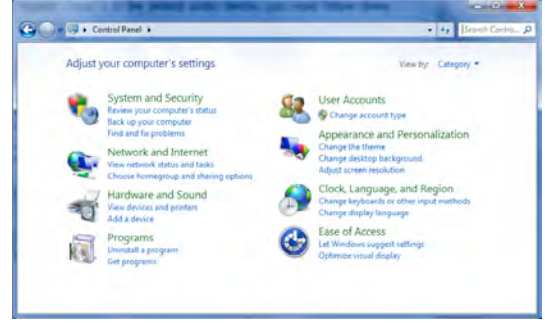 Control Panel
Search Contro...
Adjust your computer's settings
View by: Category
System and Security
Review your computer's status
Back up your computer
Find and fix problems
Network and Internet
View network status and tasks
Choose homegroup and sharing options
Hardware and Sound
View devices and printers
Add a device
Programs
Uninstall a program
Get programs
User Accounts
Change account type
Appearance and Personalization
Change the theme
Change desktop background
Adjust screen resolution
Clock, Language, and Region
Change keyboards or other input methods
Change display language
Ease of Access
Let Windows suggest settings
Optimize visual display